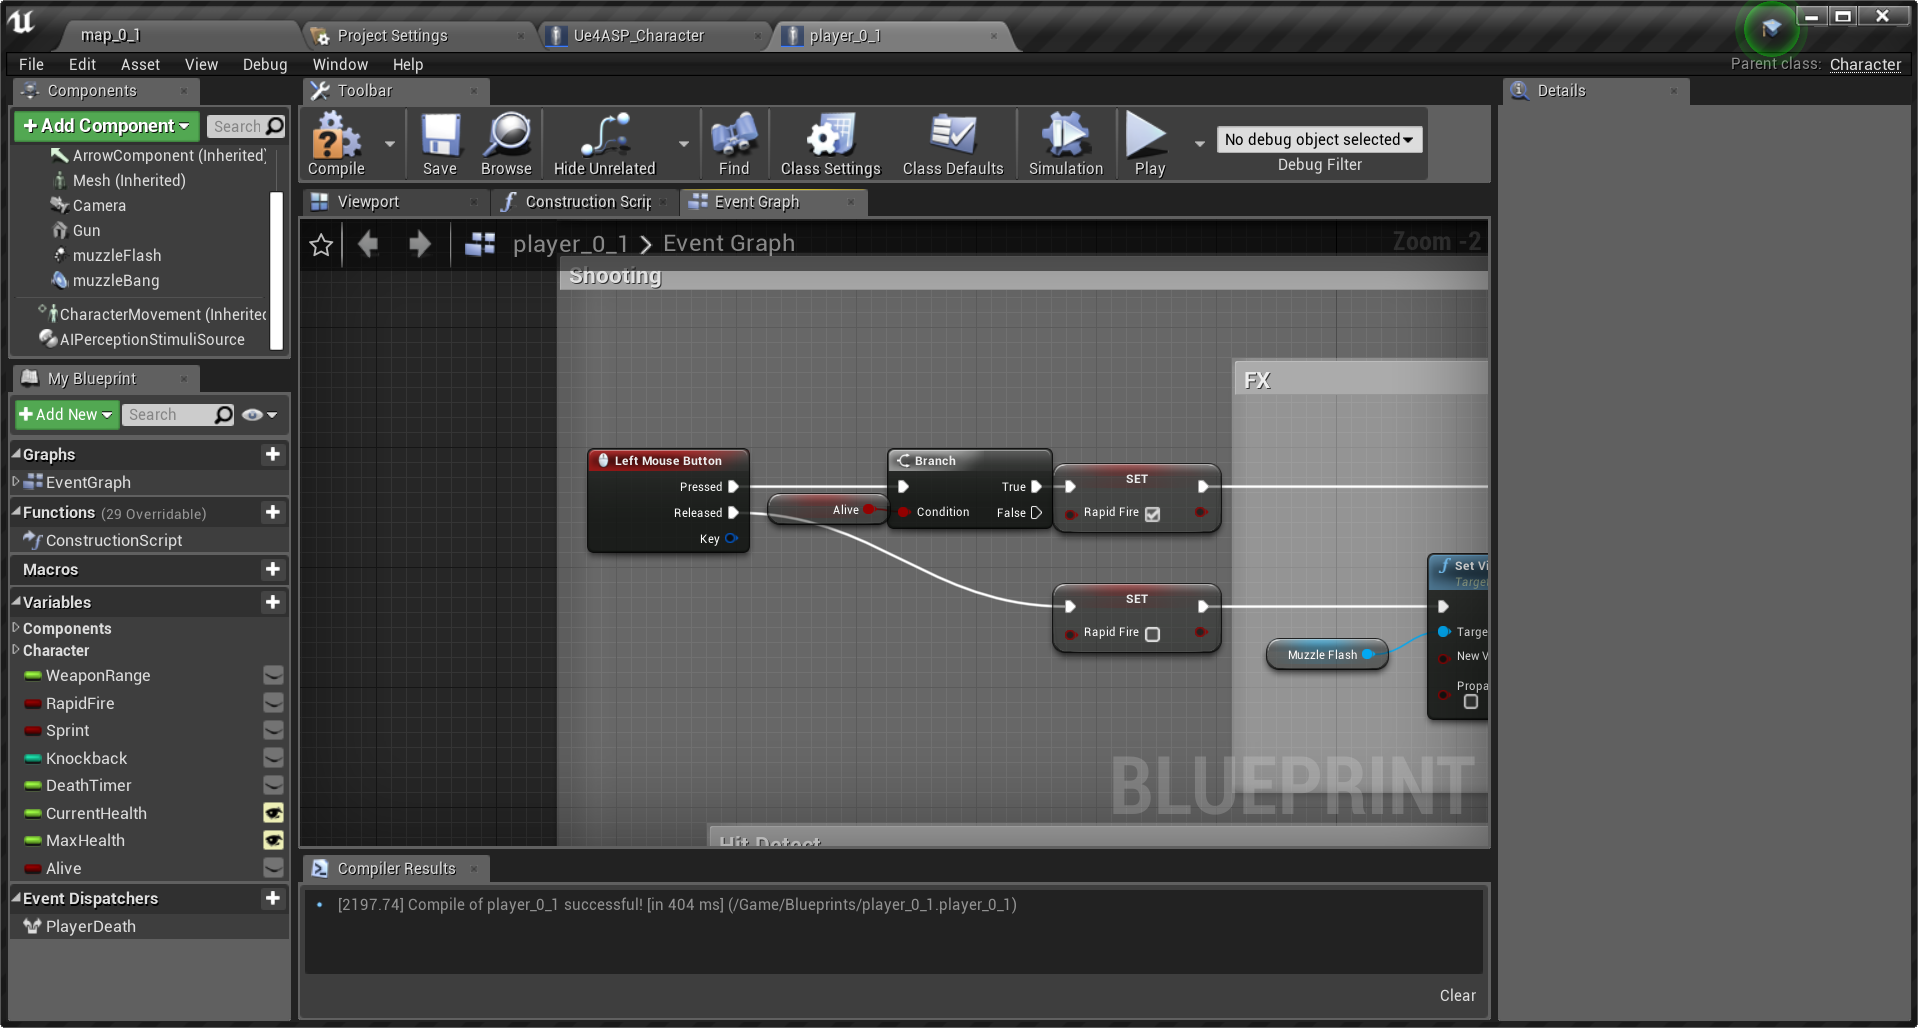 map_0_1
Project Settings
Ue4ASP_Character
player_0_1
File Edit Asset View Debug Window Help
Parent class: Character
Components
Add Component
Search
ArrowComponent (Inherited)
Mesh (Inherited)
Camera
Gun
muzzleFlash
muzzleBang
CharacterMovement (Inherited
AIPerceptionStimuliSource
My Blueprint
Add New
Search
Graphs
EventGraph
Functions (29 Overridable)
ConstructionScript
Macros
Variables
Components
Character
WeaponRange
RapidFire
Sprint
Knockback
DeathTimer
CurrentHealth
MaxHealth
Alive
Event Dispatchers
PlayerDeath
Toolbar
Compile
Save
Browse
Hide Unrelated
Find
Class Settings
Class Defaults
Simulation
Play
No debug object selected
Debug Filter
Viewport
Construction Scrip
Event Graph
player_0_1 > Event Graph
Zoom -2
Shooting
FX
Left Mouse Button
Pressed
Released
Key
Alive
Branch
True
Condition
False
SET
Rapid Fire
SET
Rapid Fire
Muzzle Flash
Set Vi
Targe
Targe
New V
Propa
BLUEPRINT
Hit Detect
Compiler Results
[2197.74] Compile of player_0_1 successful! [in 404 ms] (/Game/Blueprints/player_0_1.player_0_1)
Clear
Details